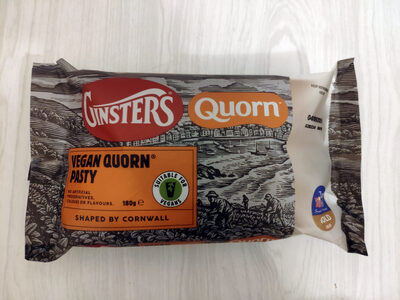 GINSTERS
Quorn
VEGAN QUORN®
PASTY
NO ARTIFICIAL
PRESERVATIVES,
COLOURS OR FLAVOURS.
180g e
SUITABLE FOR
VEGANS
SHAPED BY CORNWALL